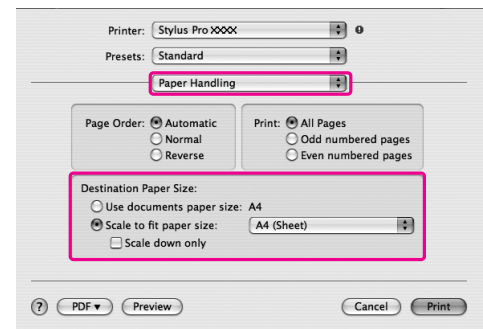 Printer: Stylus Pro XXXX
Presets: Standard
Paper Handling
Page Order: Automatic
Normal
Reverse
Print: All Pages
Odd numbered pages
Even numbered pages
Destination Paper Size:
Use documents paper size: A4
Scale to fit paper size: A4 (Sheet)
Scale down only
? PDF Preview Cancel Print